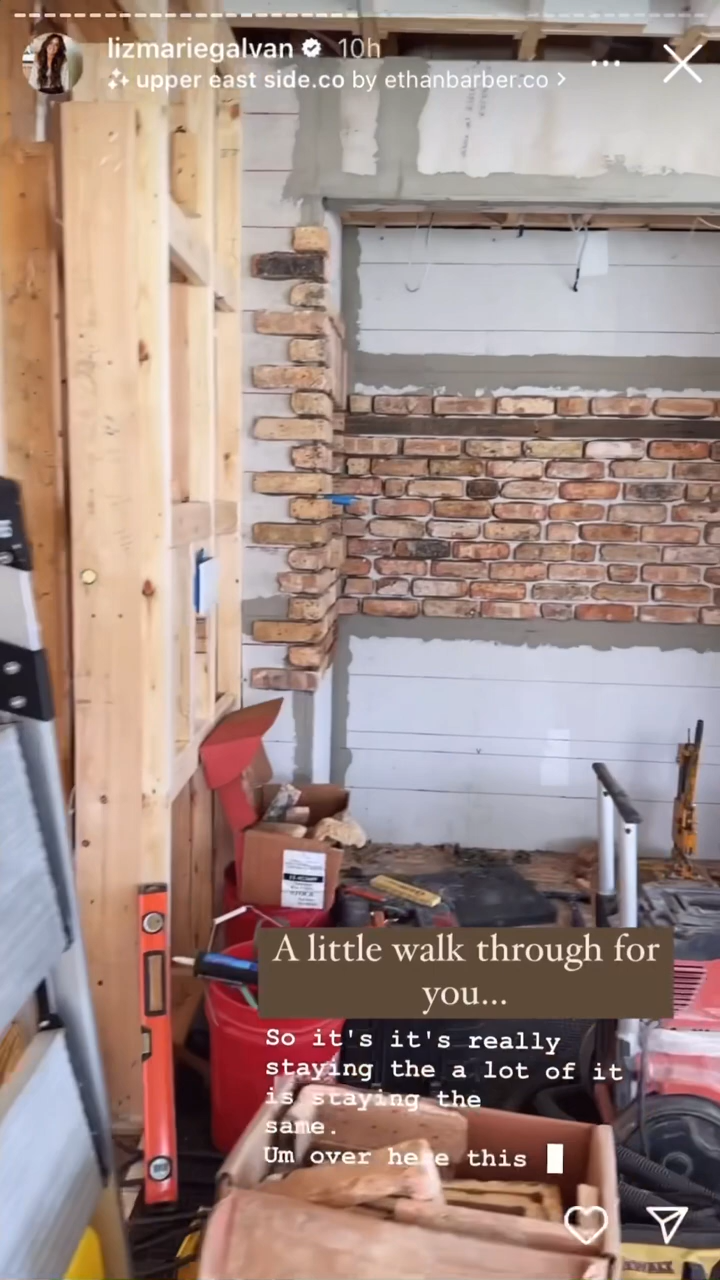 lizmariegalvan 10h
upper east side.co by ethanbarber.co >
A little walk through for
you...
So it's it's really
staying the a lot of it
is staying the
same.
Um over here this